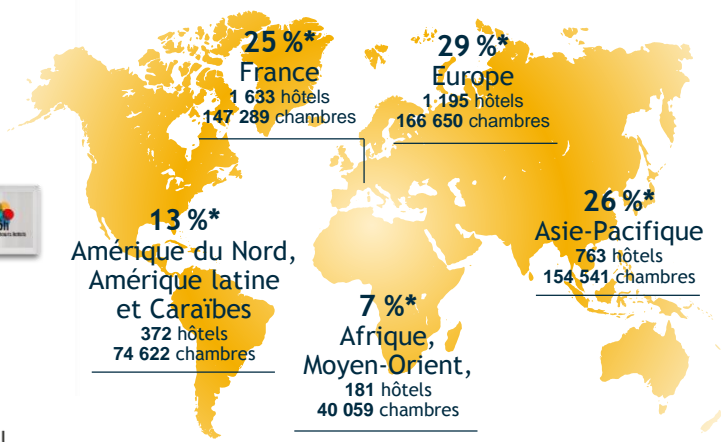 25 %*
France
1 633 hôtels
147 289 chambres
29 %*
Europe
1 195 hôtels
166 650 chambres
13 %*
Amérique du Nord,
Amérique latine
et Caraïbes
372 hôtels
74 622 chambres
7 %*
Afrique,
Moyen-Orient,
181 hôtels
40 059 chambres
26 %*
Asie-Pacifique
763 hôtels
154 541 chambres